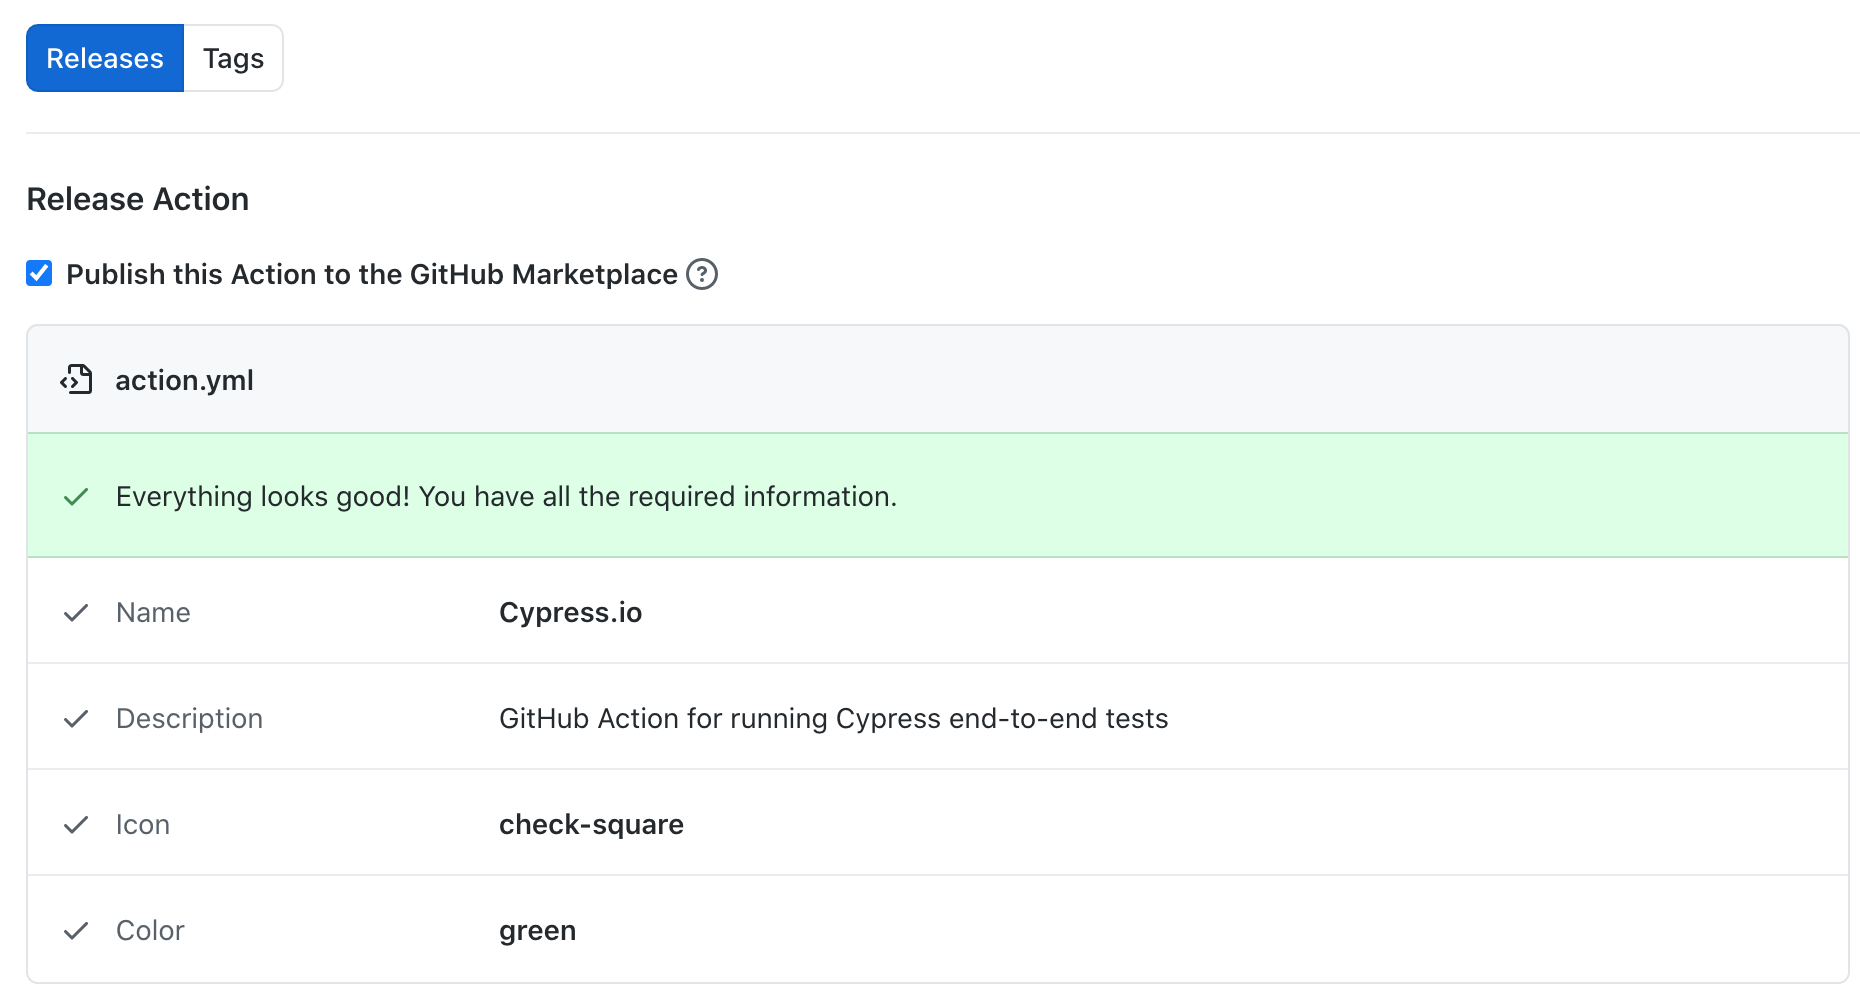 Releases Tags
Release Action
Publish this Action to the GitHub Marketplace ?
action.yml
Everything looks good! You have all the required information.
Name Cypress.io
Description GitHub Action for running Cypress end-to-end tests
Icon check-square
Color green